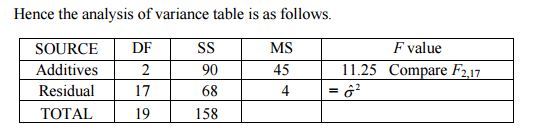 Hence the analysis of variance table is as follows.
SOURCE DF SS MS F value
Additives 2 90 45 11.25 Compare F₂,₁₇
Residual 17 68 4 = σ̂²
TOTAL 19 158